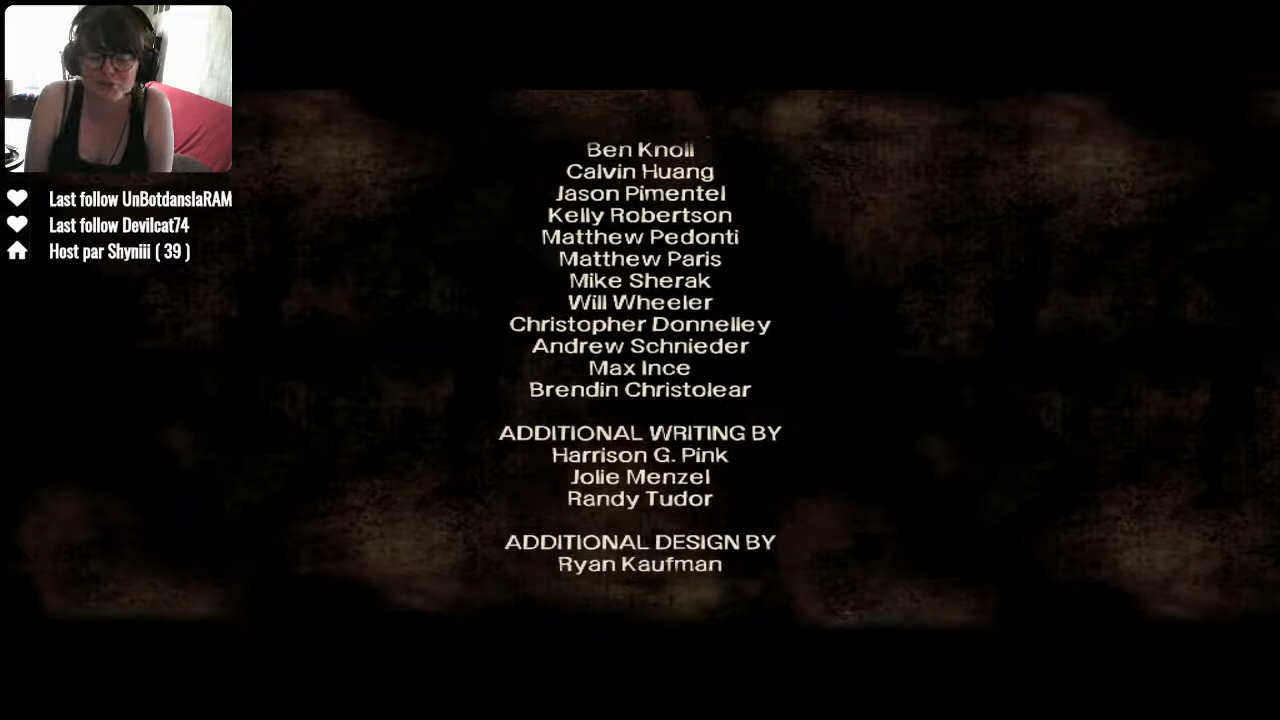 Last follow UnBotdanslaRAM
Last follow Devilcat74
Host par Shyniii ( 39 )
Ben Knoll
Calvin Huang
Jason Pimentel
Kelly Robertson
Matthew Pedonti
Matthew Paris
Mike Sherak
Will Wheeler
Christopher Donnelley
Andrew Schnieder
Max Ince
Brendin Christolear
ADDITIONAL WRITING BY
Harrison G. Pink
Jolie Menzel
Randy Tudor
ADDITIONAL DESIGN BY
Ryan Kaufman